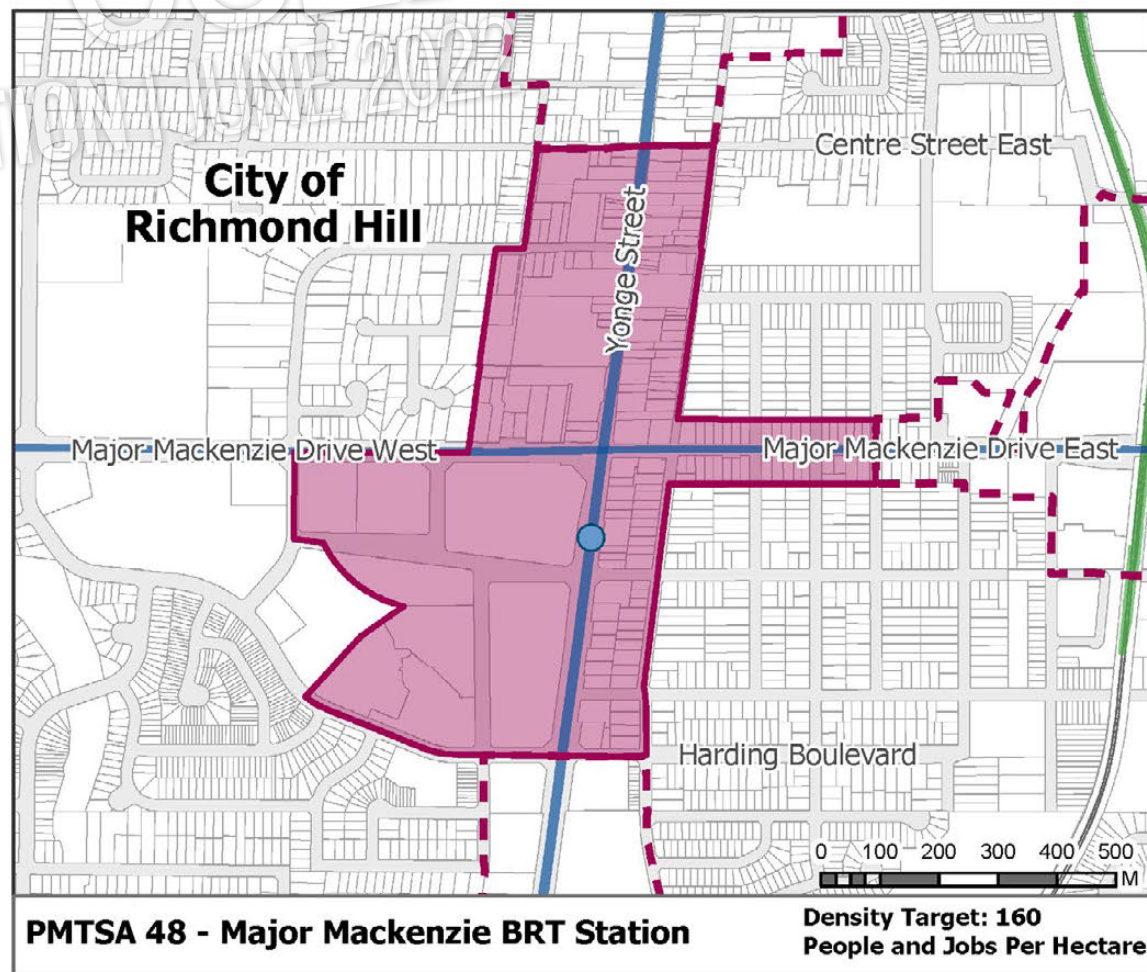 JUNE 2022
City of
Richmond Hill
Centre Street East
Yonge Street
Major Mackenzie Drive West
Major Mackenzie Drive East
Harding Boulevard
0 100 200 300 400 500
M
PMTSA 48 - Major Mackenzie BRT Station
Density Target: 160
People and Jobs Per Hectare